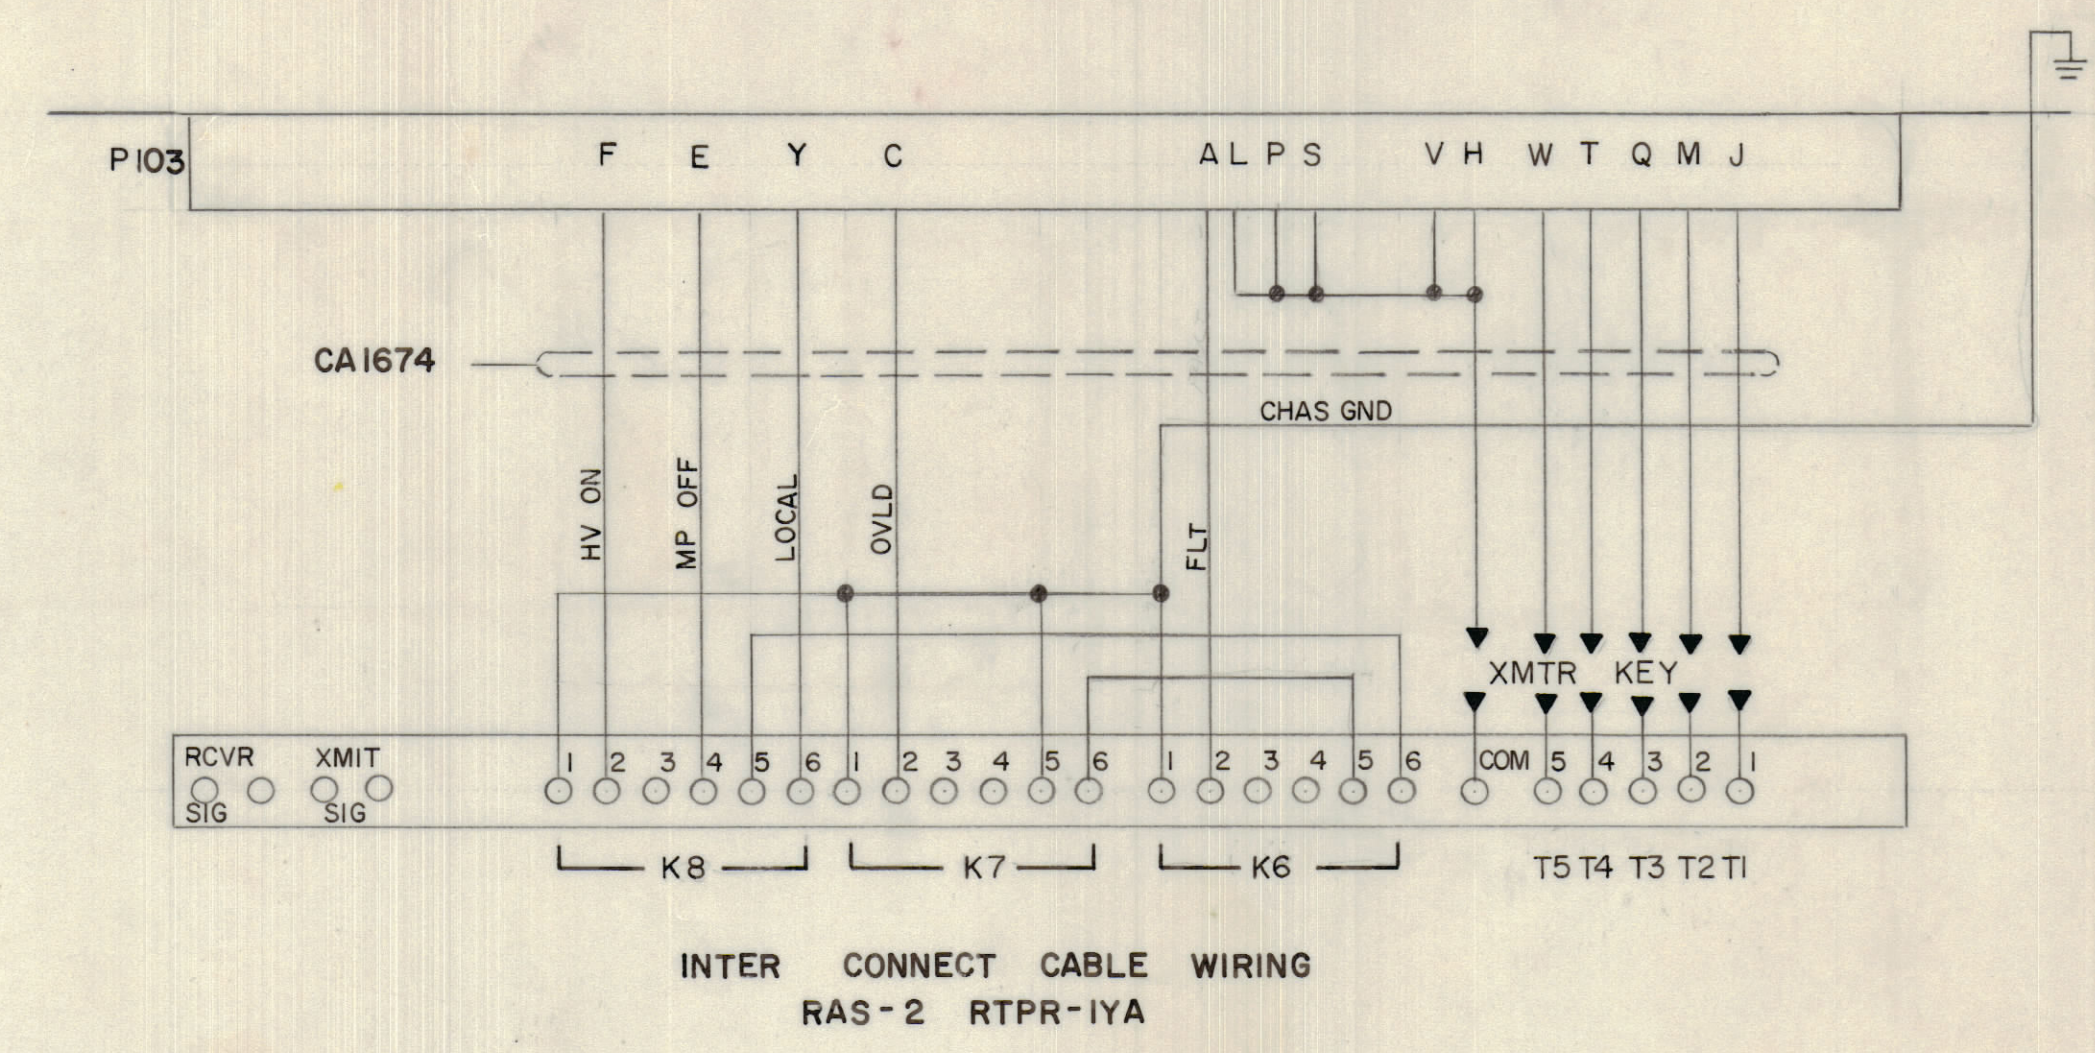 P103
F E Y C A L P S V H W T Q M J
CA1674
CHAS GND
HV ON
MP OFF
LOCAL
OVLD
FLT
XMTR KEY
RCVR XMIT
1 2 3 4 5 6 1 2 3 4 5 6 1 2 3 4 5 6 COM 5 4 3 2 1
SIG SIG
K8 K7 K6 T5 T4 T3 T2 T1
INTER CONNECT CABLE WIRING
RAS-2 RTPR-1YA